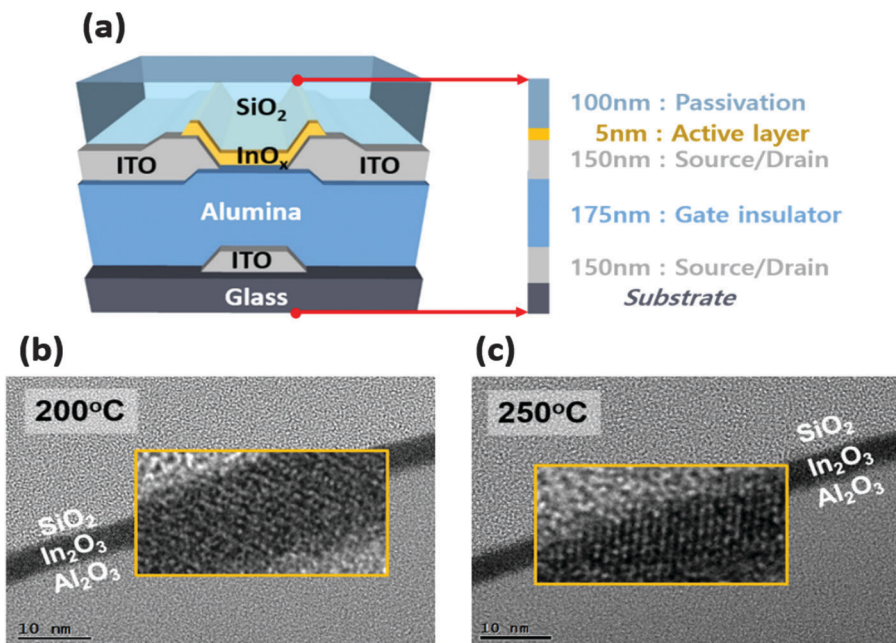 (a)
SiO₂
InOₓ
ITO
ITO
Alumina
ITO
Glass
100nm : Passivation
5nm : Active layer
150nm : Source/Drain
175nm : Gate insulator
150nm : Source/Drain
Substrate
(b)
200°C
SiO₂
In₂O₃
Al₂O₃
10 nm
(c)
250°C
SiO₂
In₂O₃
Al₂O₃
10 nm